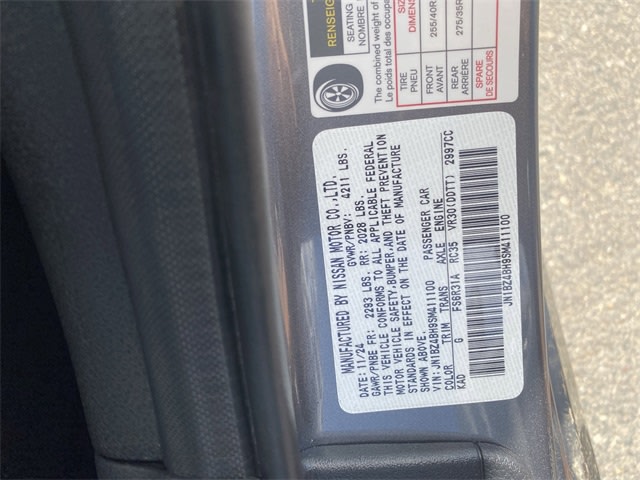 RENSEIG
SEATING
NOMBRE
The combined weight of
Le poids total des occupa
TIRE
PNEU
SIZ
DIMENS
FRONT
AVANT
255/40R
REAR
ARRIÈRE
275/35R
SPARE
DE SECOURS
MANUFACTURED BY NISSAN MOTOR CO.,LTD.
DATE: 11/24 GVWR/PNBV: 4211 LBS.
GAWR/PNBE FR: 2293 LBS. RR: 2028 LBS.
THIS VEHICLE CONFORMS TO ALL APPLICABLE FEDERAL
MOTOR VEHICLE SAFETY,BUMPER,AND THEFT PREVENTION
STANDARDS IN EFFECT ON THE DATE OF MANUFACTURE
SHOWN ABOVE.
VIN:JN1BZ4BH9SM411100 PASSENGER CAR
COLOR TRIM TRANS AXLE ENGINE
KAD G FS6R31A RC35 VR30(DDTT) 2997CC
JN1BZ4BH9SM411100